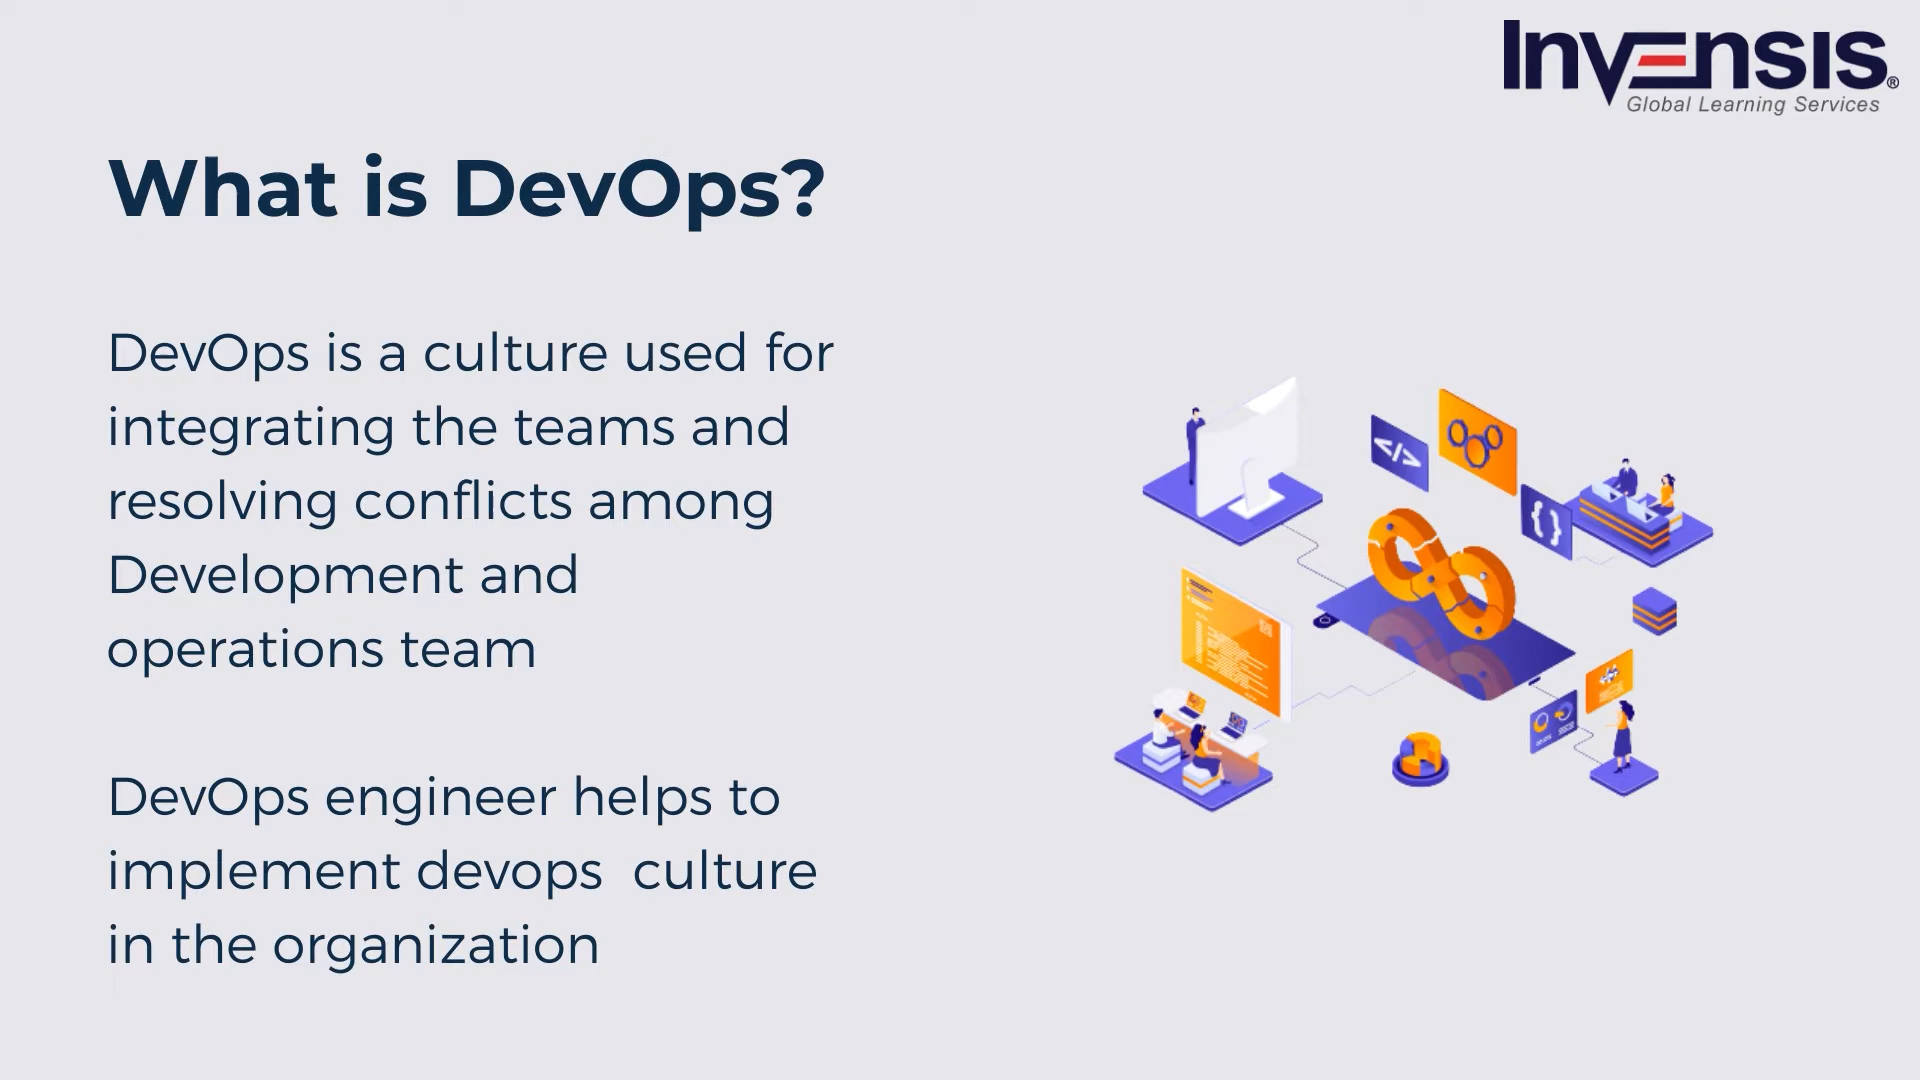 Invensis®
Global Learning Services
What is DevOps?
DevOps is a culture used for
integrating the teams and
resolving conflicts among
Development and
operations team
DevOps engineer helps to
implement devops  culture
in the organization
</>
{ }